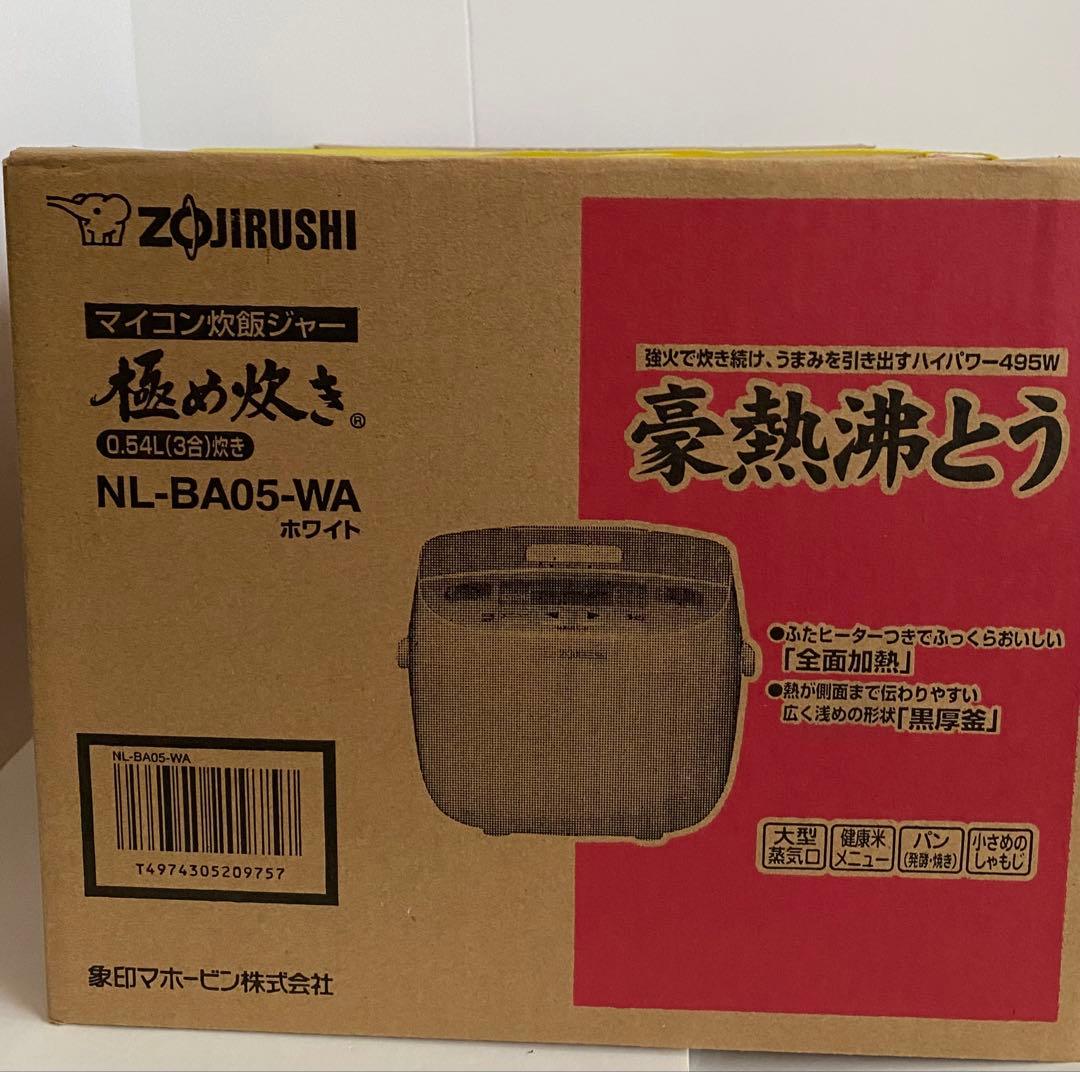 ZOJIRUSHI
マイコン炊飯ジャー
極め炊き®
0.54L(3合)炊き
NL-BA05-WA
ホワイト
強火で炊き続け、うまみを引き出すハイパワー495W
豪熱沸とう
●ふたヒーターつきでふっくらおいしい
「全面加熱」
●熱が側面まで伝わりやすい
広く浅めの形状「黒厚釜」
大型
蒸気口
健康米
メニュー
パン
(発酵・焼き)
小さめの
しゃもじ
NL-BA05-WA
T4974305209757
象印マホービン株式会社